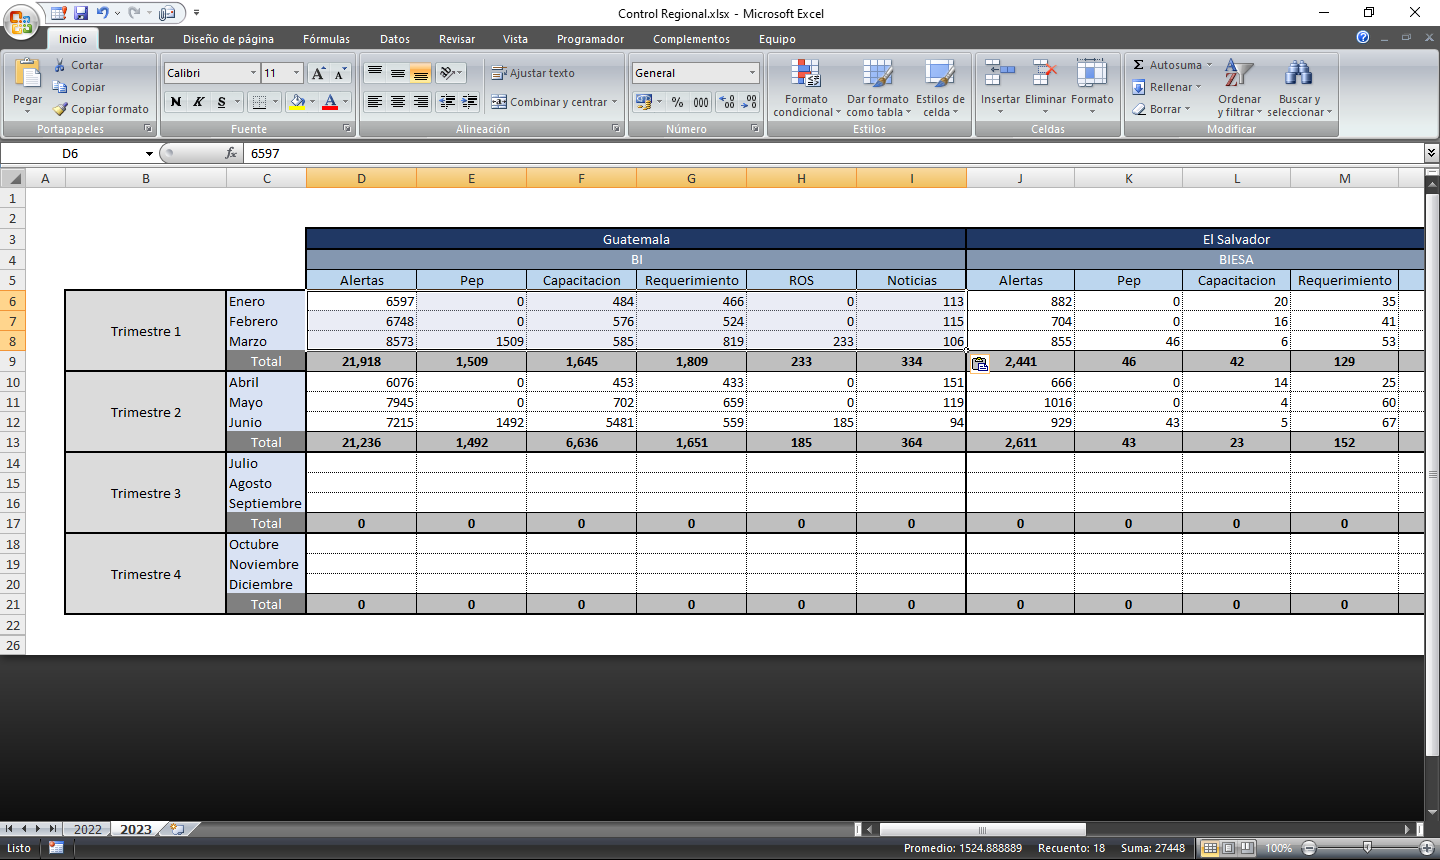 Control Regional.xlsx - Microsoft Excel
Inicio Insertar Diseño de página Fórmulas Datos Revisar Vista Programador Complementos Equipo
Pegar Cortar Copiar Copiar formato Portapapeles
Calibri 11 N K S Fuente
Ajustar texto Combinar y centrar Alineación
General % 000 Número
Formato condicional Dar formato como tabla Estilos de celda Estilos
Insertar Eliminar Formato Celdas
Autosuma Rellenar Borrar Ordenar y filtrar Buscar y seleccionar Modificar
D6 fx 6597
A B C D E F G H I J K L M
1
2
3 Guatemala El Salvador
4 BI BIESA
5 Alertas Pep Capacitacion Requerimiento ROS Noticias Alertas Pep Capacitacion Requerimiento
6 Enero 6597 0 484 466 0 113 882 0 20 35
7 Trimestre 1 Febrero 6748 0 576 524 0 115 704 0 16 41
8 Marzo 8573 1509 585 819 233 106 855 46 6 53
9 Total 21,918 1,509 1,645 1,809 233 334 2,441 46 42 129
10 Abril 6076 0 453 433 0 151 666 0 14 25
11 Trimestre 2 Mayo 7945 0 702 659 0 119 1016 0 4 60
12 Junio 7215 1492 5481 559 185 94 929 43 5 67
13 Total 21,236 1,492 6,636 1,651 185 364 2,611 43 23 152
14 Julio
15 Trimestre 3 Agosto
16 Septiembre
17 Total 0 0 0 0 0 0 0 0 0 0
18 Octubre
19 Trimestre 4 Noviembre
20 Diciembre
21 Total 0 0 0 0 0 0 0 0 0 0
22
26
2022 2023
Listo Promedio: 1524.888889 Recuento: 18 Suma: 27448 100%